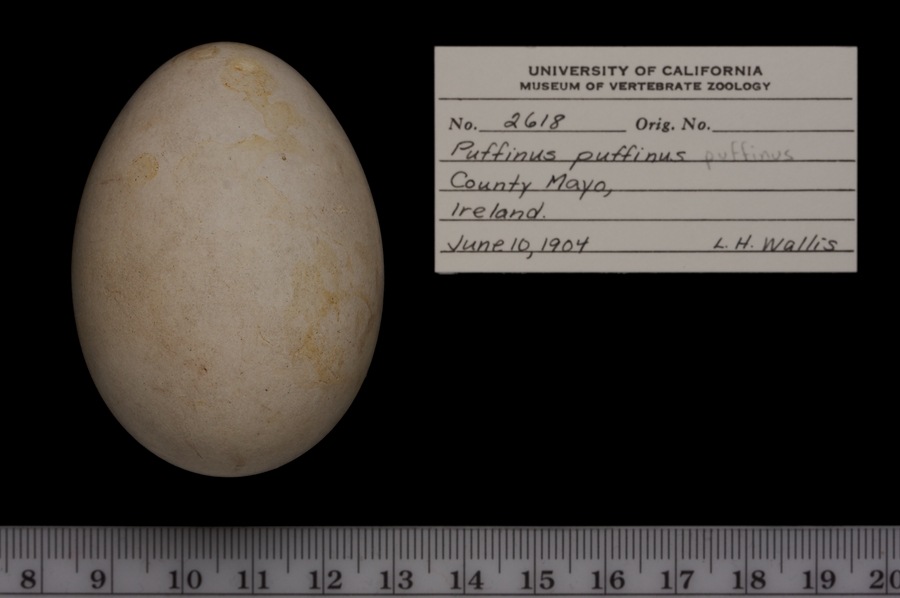 UNIVERSITY OF CALIFORNIA
MUSEUM OF VERTEBRATE ZOOLOGY
No. 2618 Orig. No.
Puffinus puffinus puffinus
County Mayo,
Ireland.
June 10, 1904 L. H. Wallis
8 9 10 11 12 13 14 15 16 17 18 19 20